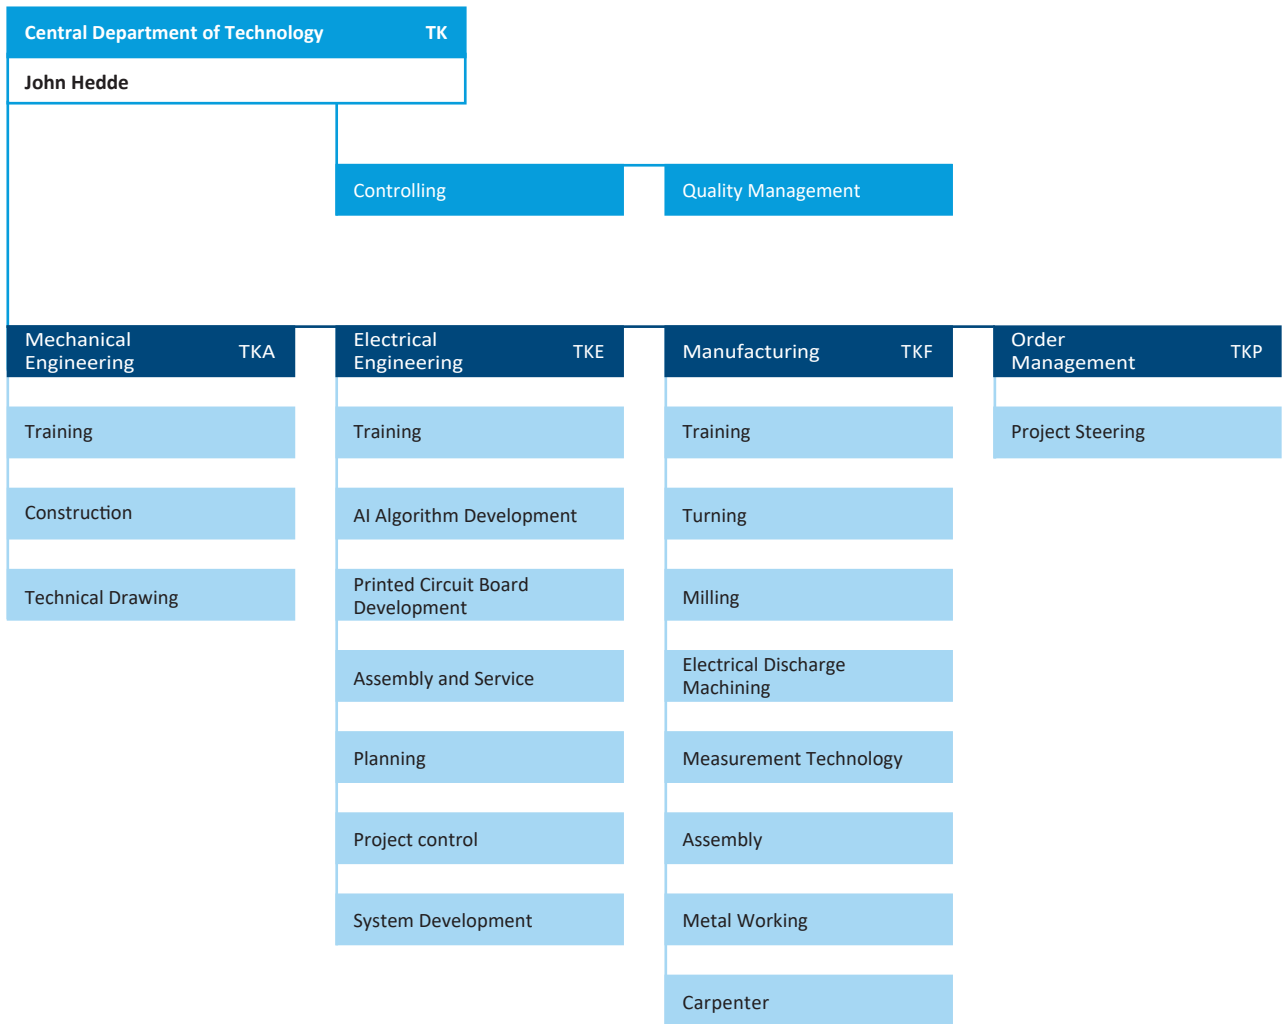 Central Department of Technology TK
John Hedde
Controlling
Quality Management
Mechanical
Engineering TKA
Electrical
Engineering TKE
Manufacturing TKF
Order
Management TKP
Training
Construction
Technical Drawing
Training
AI Algorithm Development
Printed Circuit Board
Development
Assembly and Service
Planning
Project control
System Development
Training
Turning
Milling
Electrical Discharge
Machining
Measurement Technology
Assembly
Metal Working
Carpenter
Project Steering